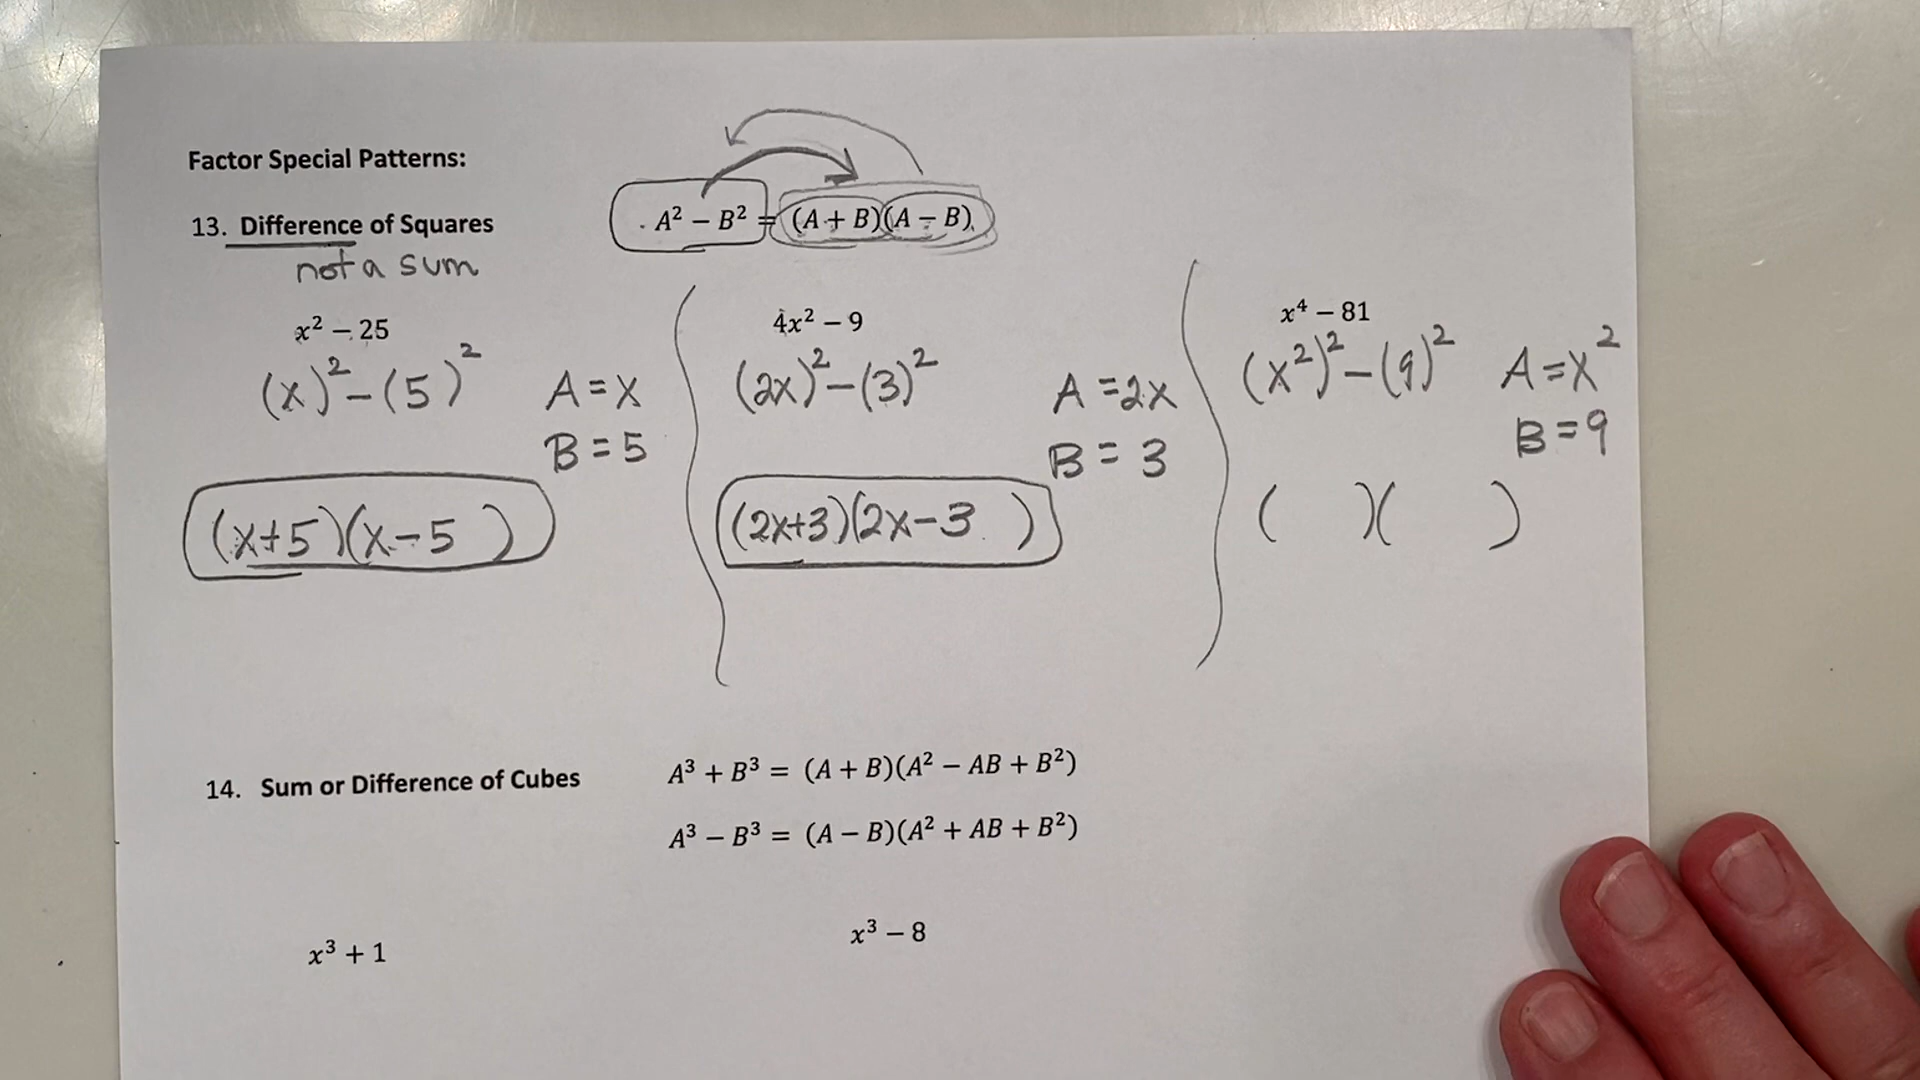 Factor Special Patterns:
13. Difference of Squares
A² − B² = (A + B)(A − B)
not a sum
x² − 25
(x)² − (5)²
A = x
B = 5
(x+5)(x−5 )
4x² − 9
(2x)² − (3)²
A = 2x
B = 3
(2x+3)(2x−3 )
x⁴ − 81
(x²)² − (9)²
A = x²
B = 9
( )( )
14. Sum or Difference of Cubes
A³ + B³ = (A + B)(A² − AB + B²)
A³ − B³ = (A − B)(A² + AB + B²)
x³ + 1
x³ − 8